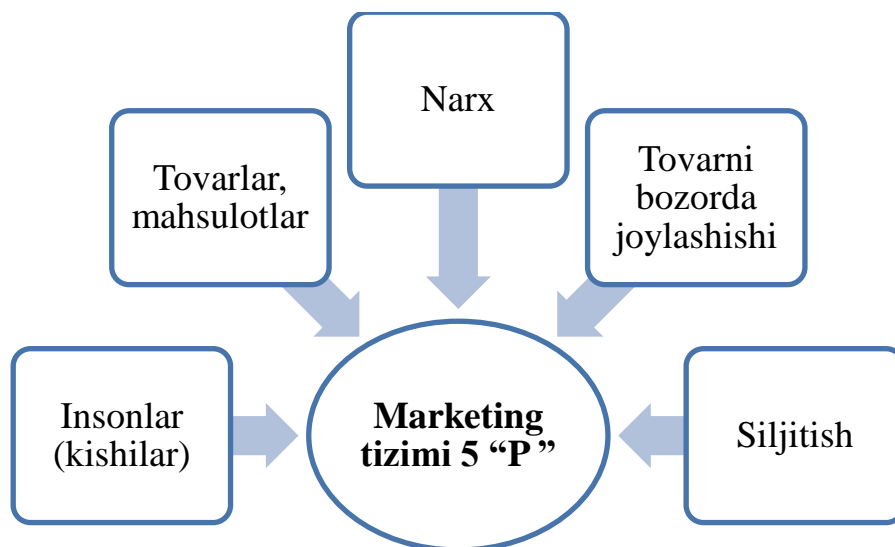 Narx
Tovarlar,
mahsulotlar
Tovarni
bozorda
joylashishi
Insonlar
(kishilar)
Marketing
tizimi 5 “P ”
Siljitish